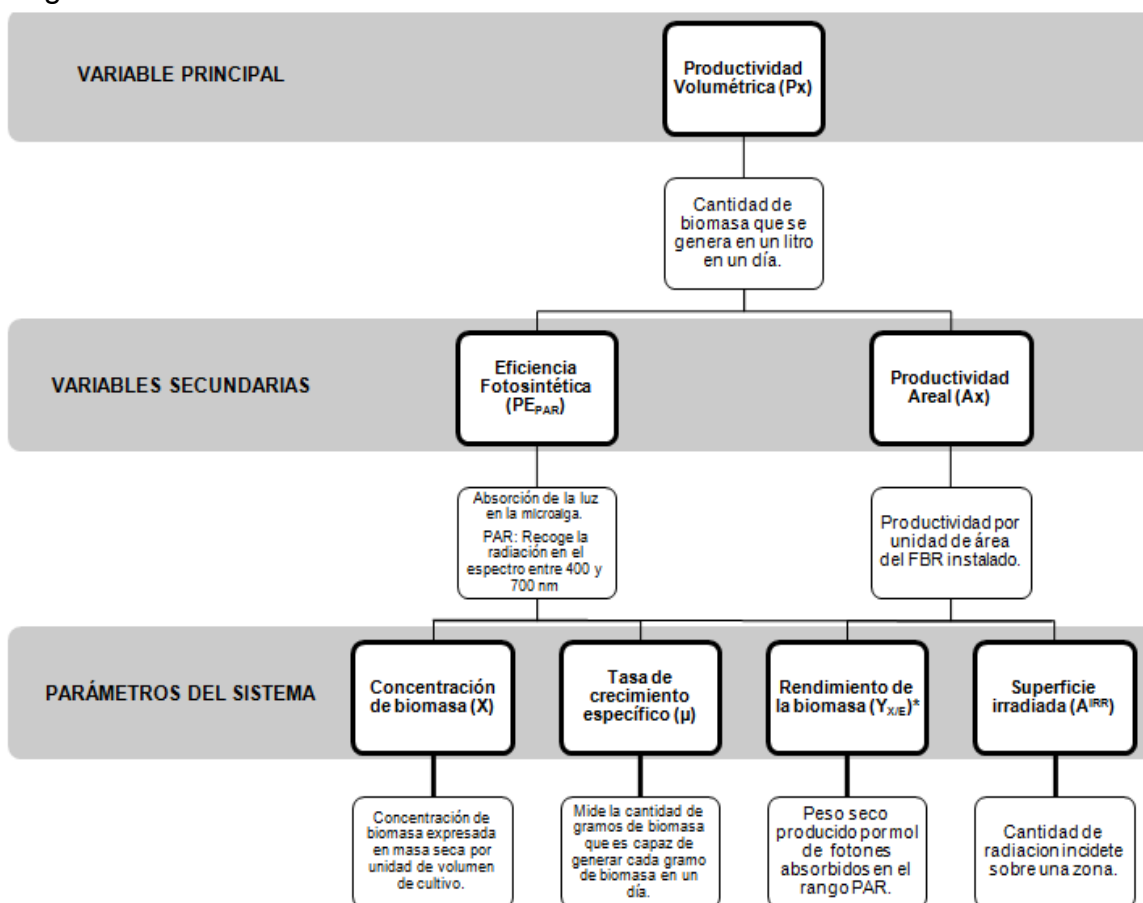 VARIABLE PRINCIPAL
Productividad
Volumétrica (Px)
Cantidad de
biomasa que se
genera en un litro
en un día.
VARIABLES SECUNDARIAS
Eficiencia
Fotosintética
(PEPAR)
Productividad
Areal (Ax)
Absorción de la luz
en la microalga.
PAR: Recoge la
radiación en el
espectro entre 400 y
700 nm
Productividad por
unidad de área
del FBR instalado.
PARÁMETROS DEL SISTEMA
Concentración
de biomasa (X)
Tasa de
crecimiento
específico (µ)
Rendimiento de
la biomasa (YX/E)*
Superficie
irradiada (AIRR)
Concentración de
biomasa expresada
en masa seca por
unidad de volumen
de cultivo.
Mide la cantidad de
gramos de biomasa
que es capaz de
generar cada gramo
de biomasa en un
día.
Peso seco
producido por mol
de fotones
absorbidos en el
rango PAR.
Cantidad de
radiacion incidete
sobre una zona.